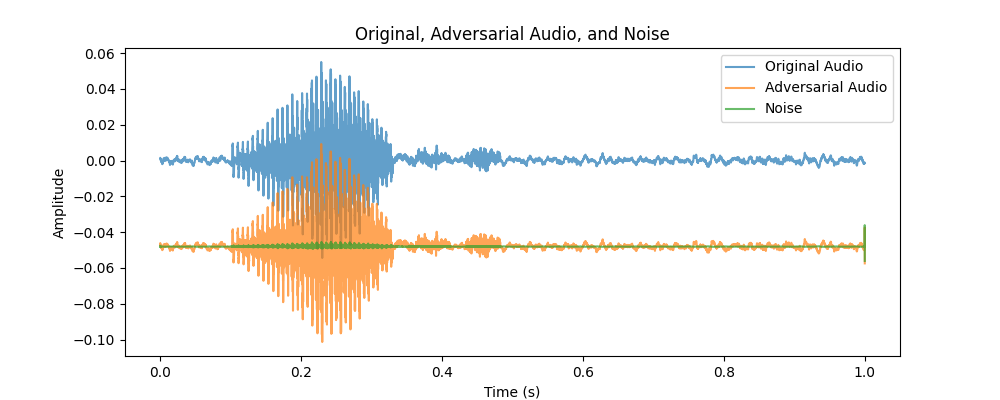 Original, Adversarial Audio, and Noise
Original Audio
Adversarial Audio
Noise
Amplitude
0.06
0.04
0.02
0.00
−0.02
−0.04
−0.06
−0.08
−0.10
0.0 0.2 0.4 0.6 0.8 1.0
Time (s)